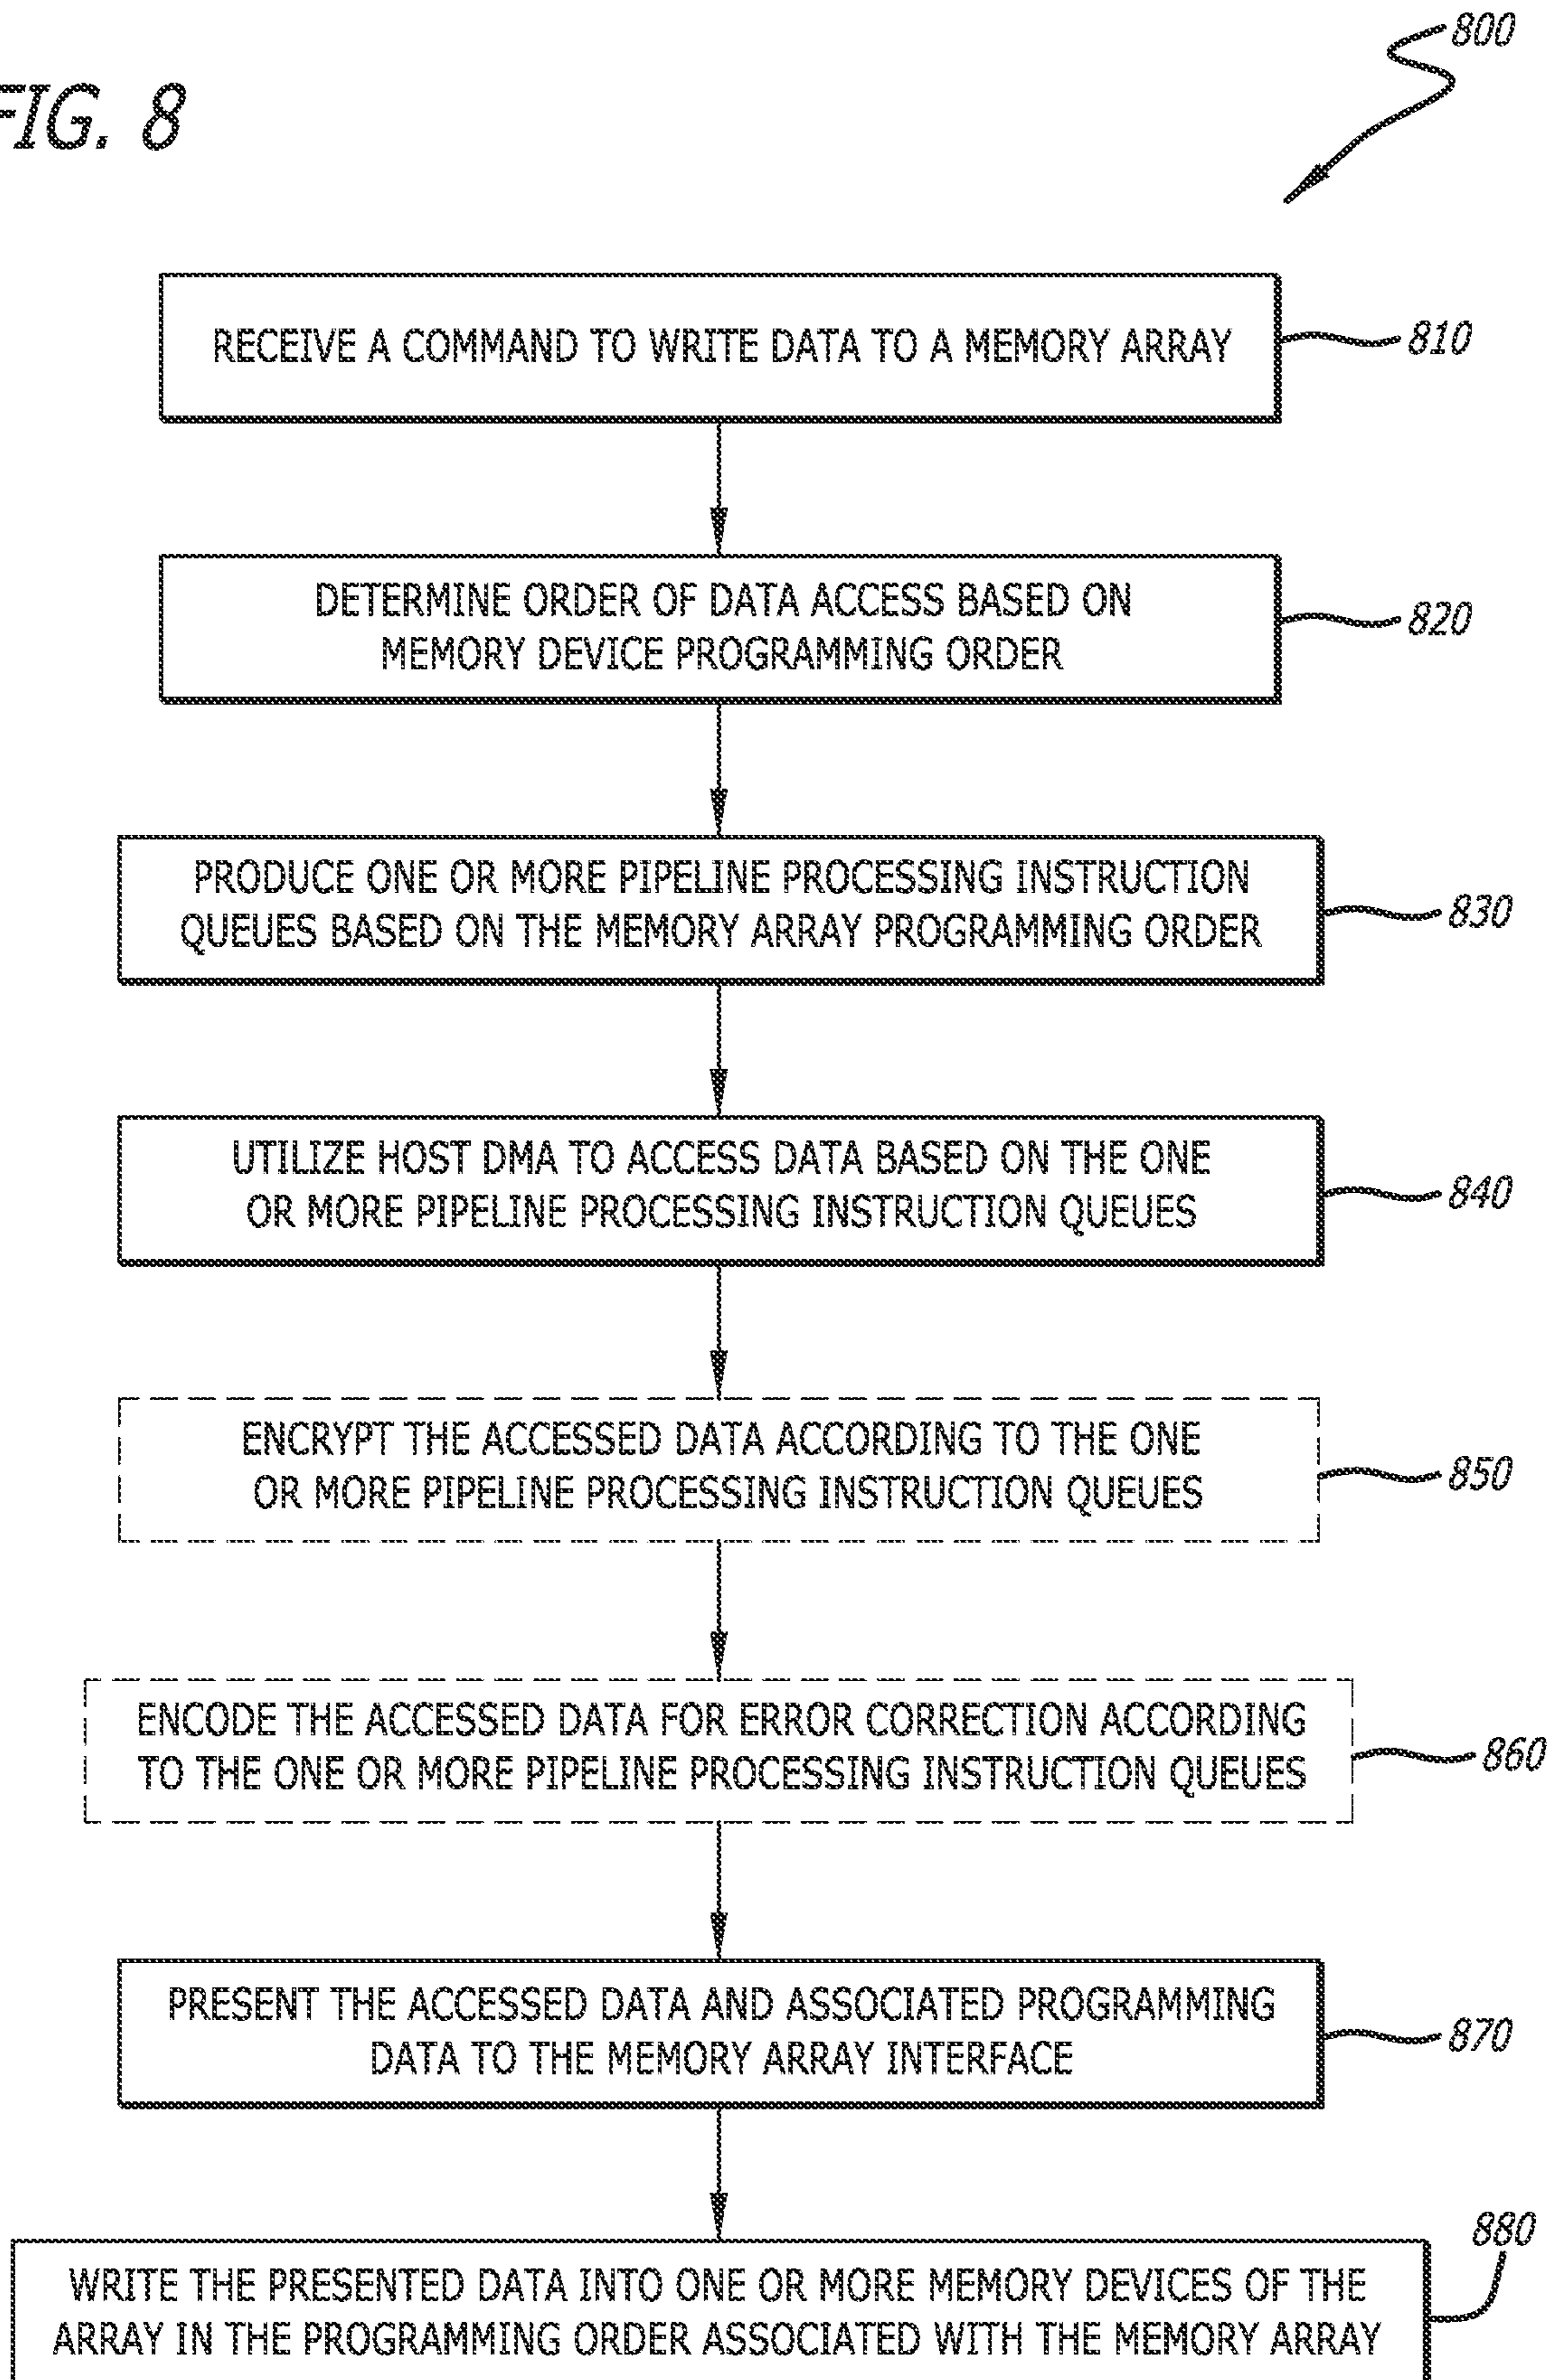 FIG. 8
800
RECEIVE A COMMAND TO WRITE DATA TO A MEMORY ARRAY
810
DETERMINE ORDER OF DATA ACCESS BASED ON
MEMORY DEVICE PROGRAMMING ORDER
820
PRODUCE ONE OR MORE PIPELINE PROCESSING INSTRUCTION
QUEUES BASED ON THE MEMORY ARRAY PROGRAMMING ORDER
830
UTILIZE HOST DMA TO ACCESS DATA BASED ON THE ONE
OR MORE PIPELINE PROCESSING INSTRUCTION QUEUES
840
ENCRYPT THE ACCESSED DATA ACCORDING TO THE ONE
OR MORE PIPELINE PROCESSING INSTRUCTION QUEUES
850
ENCODE THE ACCESSED DATA FOR ERROR CORRECTION ACCORDING
TO THE ONE OR MORE PIPELINE PROCESSING INSTRUCTION QUEUES
860
PRESENT THE ACCESSED DATA AND ASSOCIATED PROGRAMMING
DATA TO THE MEMORY ARRAY INTERFACE
870
880
WRITE THE PRESENTED DATA INTO ONE OR MORE MEMORY DEVICES OF THE
ARRAY IN THE PROGRAMMING ORDER ASSOCIATED WITH THE MEMORY ARRAY